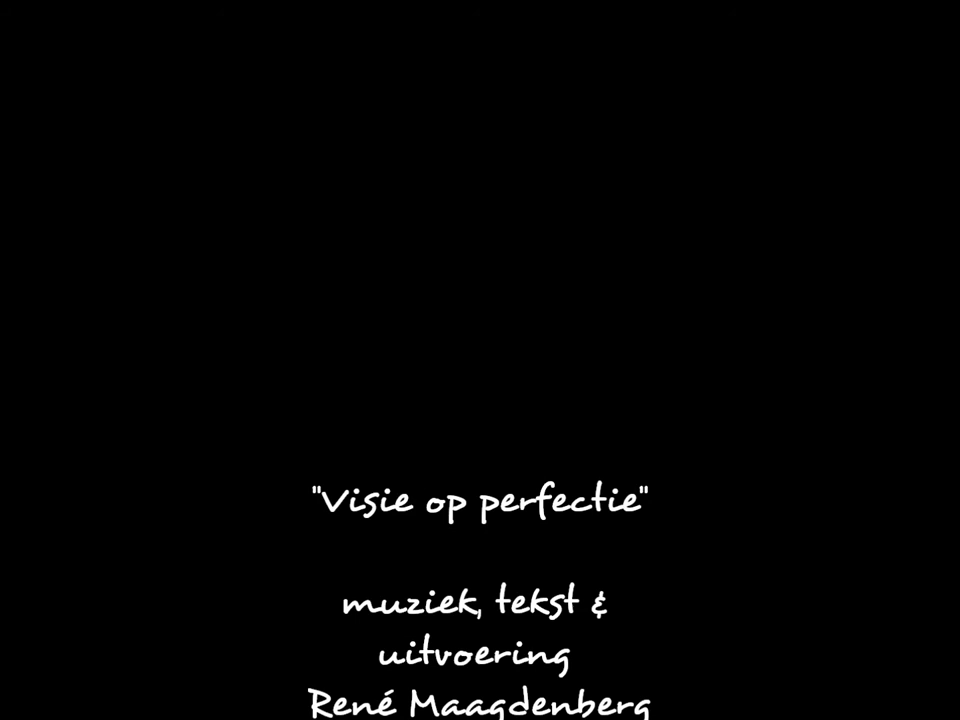 "Visie op perfectie"
muziek, tekst &
uitvoering
René Maagdenberg